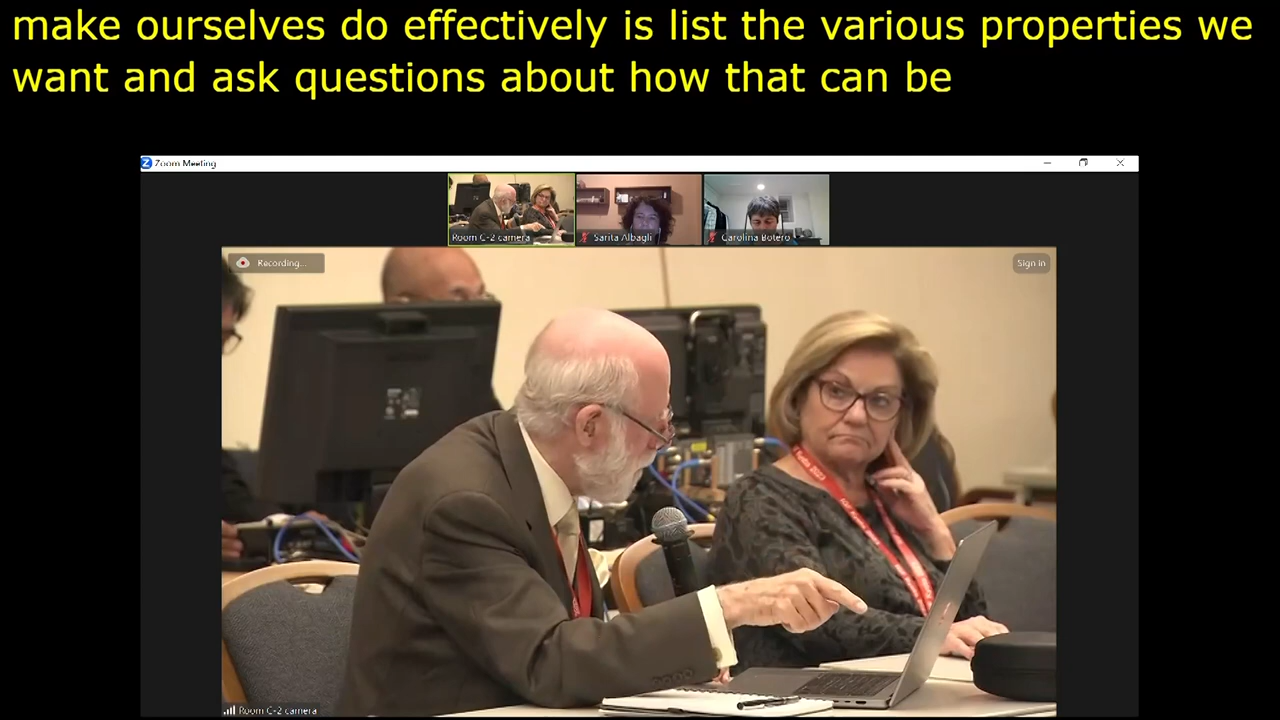 make ourselves do effectively is list the various properties we
want and ask questions about how that can be
Zoom Meeting
Room C-2 camera
Sarita Albagli
Carolina Botero
Recording...
Sign in
Room C-2 camera